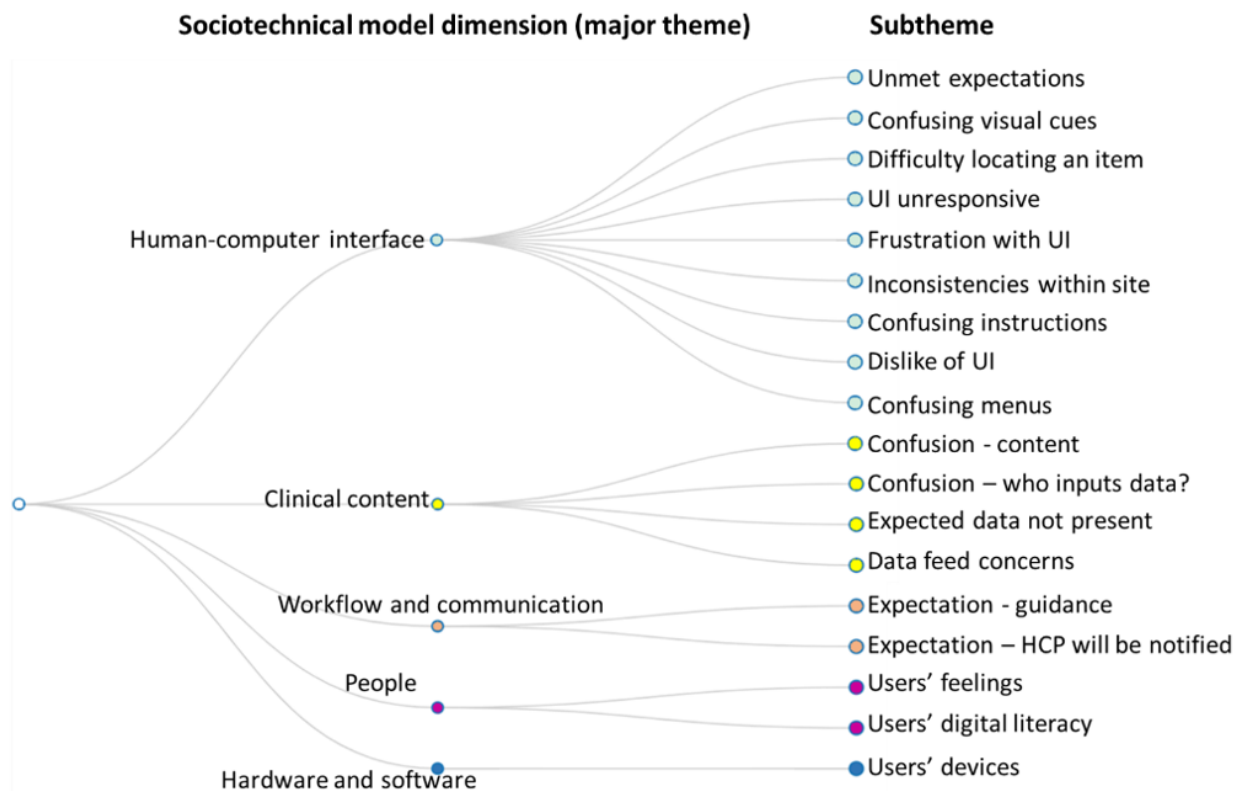 Sociotechnical model dimension (major theme) Subtheme
Unmet expectations
Confusing visual cues
Difficulty locating an item
UI unresponsive
Human-computer interface
Frustration with UI
Inconsistencies within site
Confusing instructions
Dislike of UI
Confusing menus
Confusion - content
Clinical content
Confusion – who inputs data?
Expected data not present
Data feed concerns
Workflow and communication
Expectation - guidance
Expectation – HCP will be notified
People
Users' feelings
Users' digital literacy
Hardware and software
Users' devices